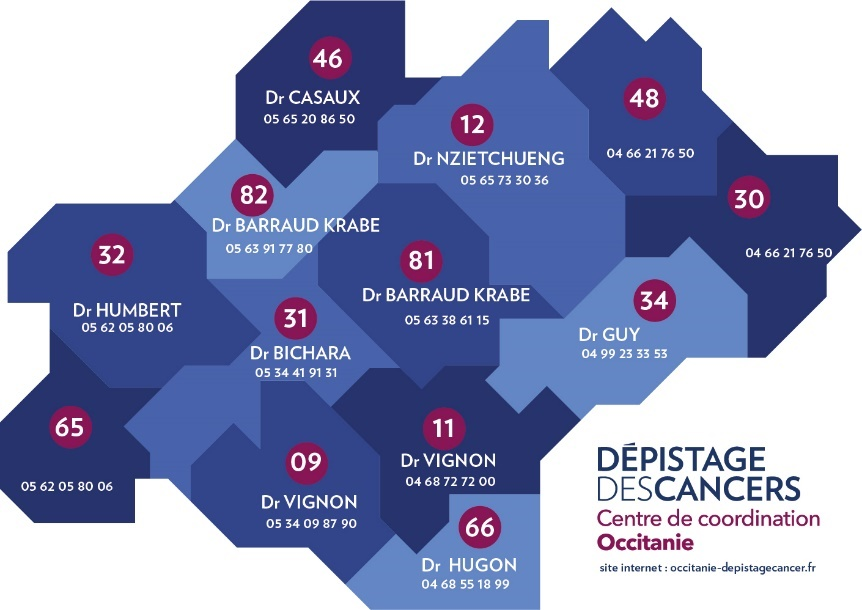 46
Dr CASAUX
05 65 20 86 50
12
Dr NZIETCHUENG
05 65 73 30 36
48
04 66 21 76 50
30
04 66 21 76 50
82
Dr BARRAUD KRABE
05 63 91 77 80
32
Dr HUMBERT
05 62 05 80 06
81
Dr BARRAUD KRABE
05 63 38 61 15
31
Dr BICHARA
05 34 41 91 31
34
Dr GUY
04 99 23 33 53
65
05 62 05 80 06
09
Dr VIGNON
05 34 09 87 90
11
Dr VIGNON
04 68 72 72 00
66
Dr HUGON
04 68 55 18 99
DÉPISTAGE
DESCANCERS
Centre de coordination
Occitanie
site internet : occitanie-depistagecancer.fr